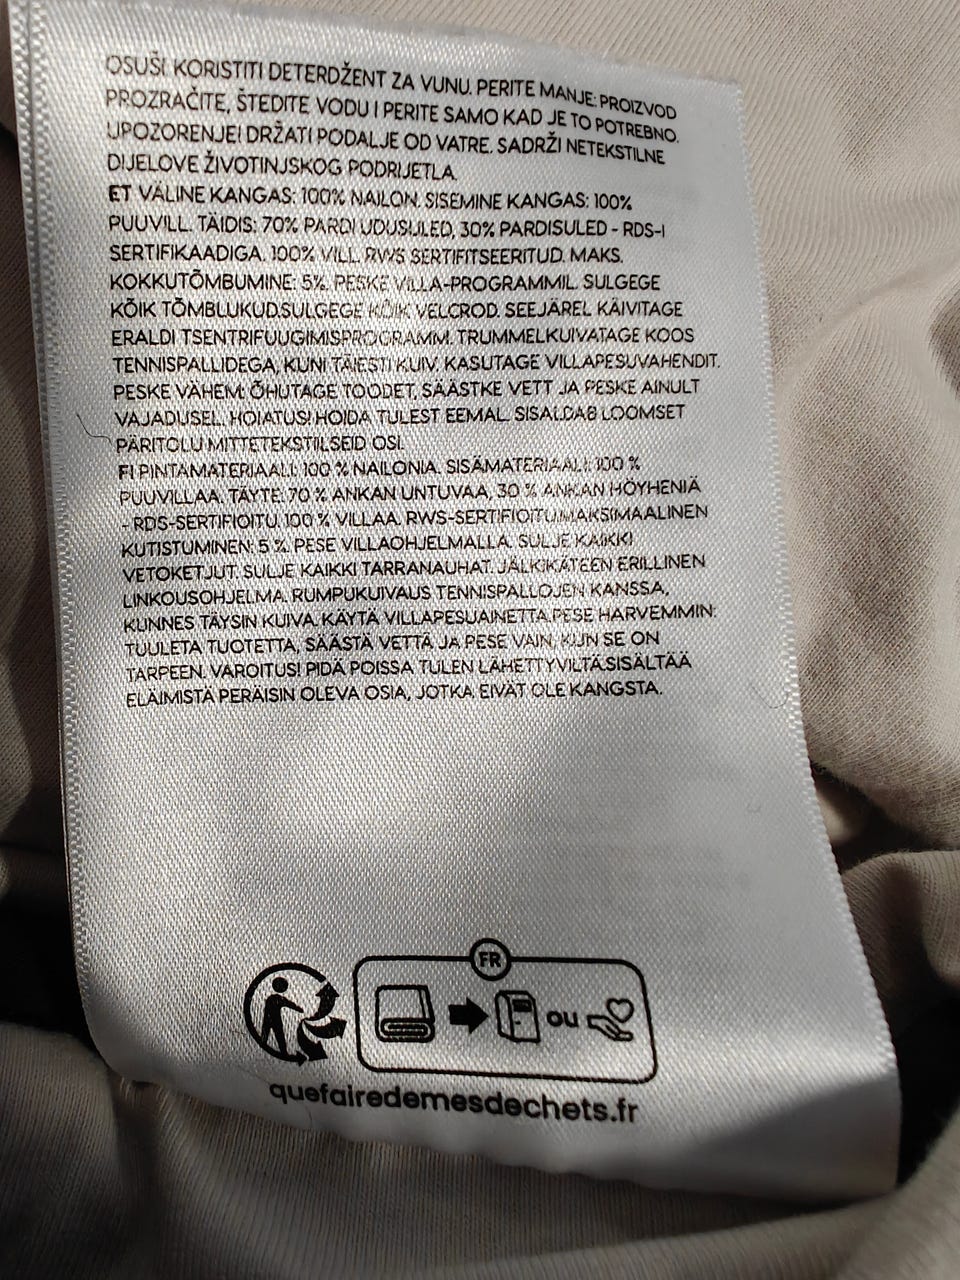 OSUŠI. KORISTITI DETERDŽENT ZA VUNU. PERITE MANJE: PROIZVOD
PROZRAČITE, ŠTEDITE VODU I PERITE SAMO KAD JE TO POTREBNO.
UPOZORENJE! DRŽATI PODALJE OD VATRE. SADRŽI NETEKSTILNE
DIJELOVE ŽIVOTINJSKOG PODRIJETLA.
ET VÄLINE KANGAS: 100% NAILON. SISEMINE KANGAS: 100%
PUUVILL. TÄIDIS: 70% PARDI UDUSULED, 30% PARDISULED - RDS-I
SERTIFIKAADIGA. 100% VILL. RWS SERTIFITSEERITUD. MAKS.
KOKKUTÕMBUMINE: 5%. PESKE VILLA-PROGRAMMIL. SULGEGE
KÕIK TÕMBLUKUD.SULGEGE KÕIK VELCROD. SEEJÄREL KÄIVITAGE
ERALDI TSENTRIFUUGIMISPROGRAMM. TRUMMELKUIVATAGE KOOS
TENNISPALLIDEGA, KUNI TÄIESTI KUIV. KASUTAGE VILLAPESUVAHENDIT.
PESKE VÄHEM: ÕHUTAGE TOODET, SÄÄSTKE VETT JA PESKE AINULT
VAJADUSEL. HOIATUS! HOIDA TULEST EEMAL. SISALDAB LOOMSET
PÄRITOLU MITTETEKSTIILSEID OSI.
FI PINTAMATERIAALI: 100 % NAILONIA. SISÄMATERIAALI: 100 %
PUUVILLAA. TÄYTE: 70 % ANKAN UNTUVAA, 30 % ANKAN HÖYHENIÄ
- RDS-SERTIFIOITU. 100 % VILLAA. RWS-SERTIFIOITU.MAKSIMAALINEN
KUTISTUMINEN: 5 %. PESE VILLAOHJELMALLA. SULJE KAIKKI
VETOKETJUT. SULJE KAIKKI TARRANAUHAT. JÄLKIKÄTEEN ERILLINEN
LINKOUSOHJELMA. RUMPUKUIVAUS TENNISPALLOJEN KANSSA,
KUNNES TÄYSIN KUIVA. KÄYTÄ VILLAPESUAINETTA.PESE HARVEMMIN:
TUULETA TUOTETTA, SÄÄSTÄ VETTÄ JA PESE VAIN, KUN SE ON
TARPEEN. VAROITUS! PIDÄ POISSA TULEN LÄHETTYVILTÄ.SISÄLTÄÄ
ELÄIMISTÄ PERÄISIN OLEVA OSIA, JOTKA EIVÄT OLE KANGSTA.
FR
ou
quefairedemesdechets.fr